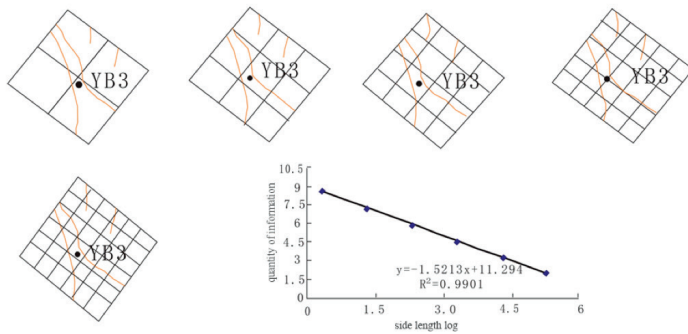 YB3
YB3
YB3
YB3
YB3
quantity of information
10.5
9
7.5
6
4.5
3
1.5
0
y=-1.5213x+11.294
R²=0.9901
0
1.5
3.0
4.5
6
side length log